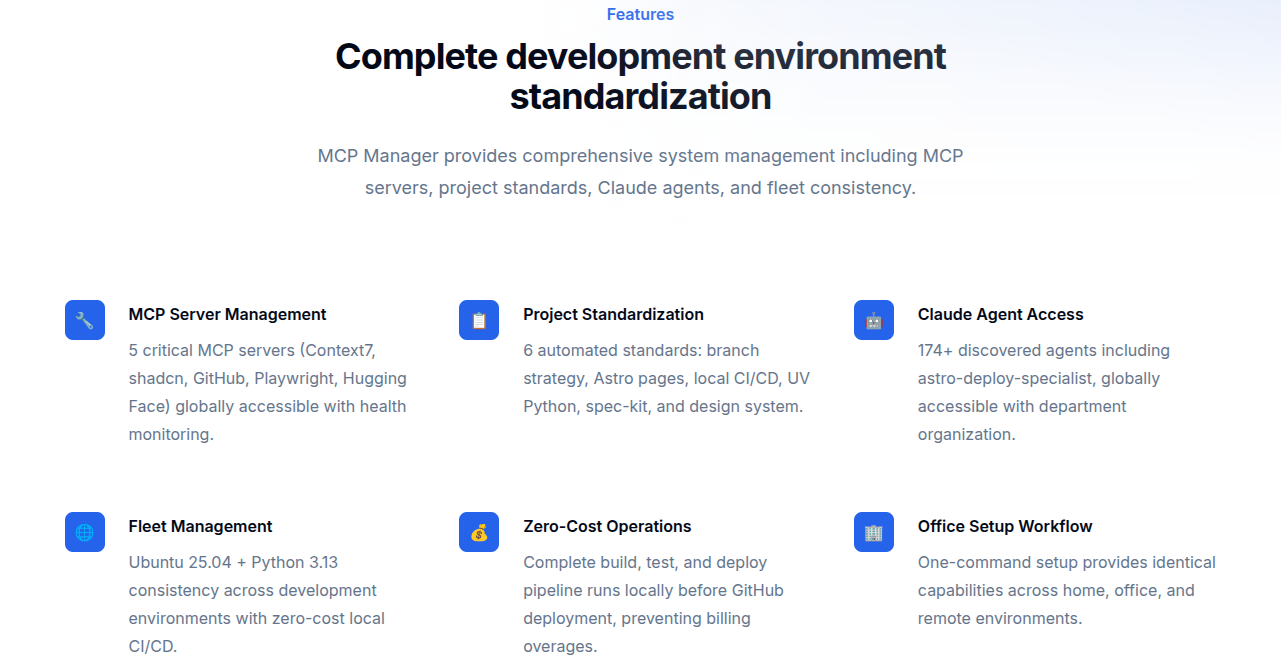 Features
Complete development environment
standardization
MCP Manager provides comprehensive system management including MCP
servers, project standards, Claude agents, and fleet consistency.
MCP Server Management
5 critical MCP servers (Context7,
shadcn, GitHub, Playwright, Hugging
Face) globally accessible with health
monitoring.
Project Standardization
6 automated standards: branch
strategy, Astro pages, local CI/CD, UV
Python, spec-kit, and design system.
Claude Agent Access
174+ discovered agents including
astro-deploy-specialist, globally
accessible with department
organization.
Fleet Management
Ubuntu 25.04 + Python 3.13
consistency across development
environments with zero-cost local
CI/CD.
Zero-Cost Operations
Complete build, test, and deploy
pipeline runs locally before GitHub
deployment, preventing billing
overages.
Office Setup Workflow
One-command setup provides identical
capabilities across home, office, and
remote environments.